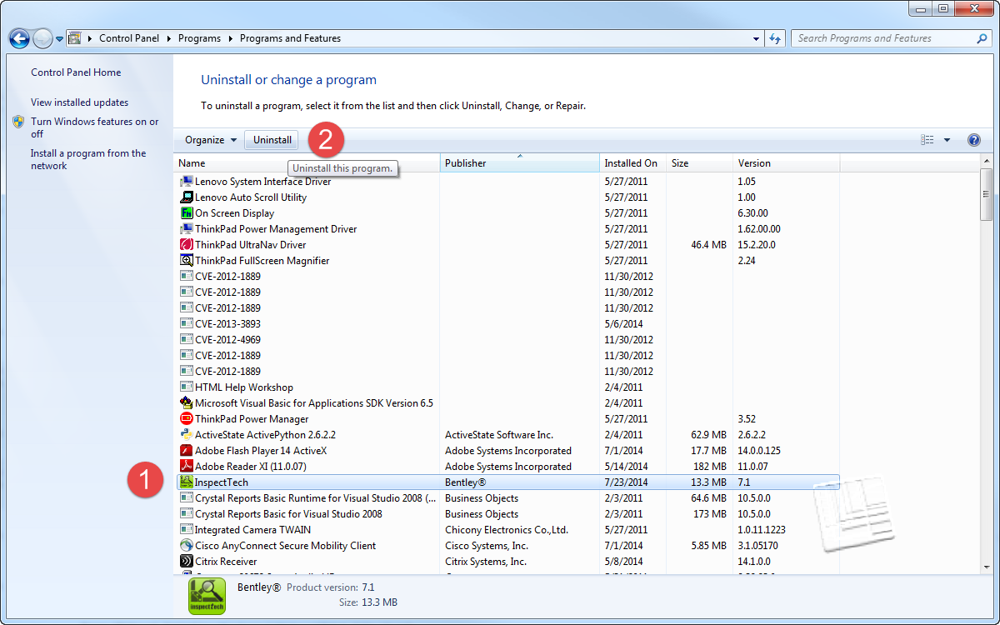 Control Panel Programs Programs and Features
Search Programs and Features
Control Panel Home
View installed updates
Turn Windows features on or
off
Install a program from the
network
Uninstall or change a program
To uninstall a program, select it from the list and then click Uninstall, Change, or Repair.
Organize Uninstall 2
Uninstall this program.
Name Publisher Installed On Size Version
Lenovo System Interface Driver 5/27/2011 1.05
Lenovo Auto Scroll Utility 5/27/2011 1.00
On Screen Display 5/27/2011 6.30.00
ThinkPad Power Management Driver 5/27/2011 1.62.00.00
ThinkPad UltraNav Driver 5/27/2011 46.4 MB 15.2.20.0
ThinkPad FullScreen Magnifier 5/27/2011 2.24
CVE-2012-1889 11/30/2012
CVE-2012-1889 11/30/2012
CVE-2012-1889 11/30/2012
CVE-2013-3893 5/6/2014
CVE-2012-4969 11/30/2012
CVE-2012-1889 11/30/2012
CVE-2012-1889 11/30/2012
HTML Help Workshop 2/4/2011
Microsoft Visual Basic for Applications SDK Version 6.5 2/4/2011
ThinkPad Power Manager 5/27/2011 3.52
ActiveState ActivePython 2.6.2.2 ActiveState Software Inc. 2/4/2011 62.9 MB 2.6.2.2
Adobe Flash Player 14 ActiveX Adobe Systems Incorporated 7/1/2014 17.7 MB 14.0.0.125
Adobe Reader XI (11.0.07) Adobe Systems Incorporated 5/14/2014 182 MB 11.0.07
1 InspectTech Bentley® 7/23/2014 13.3 MB 7.1
Crystal Reports Basic Runtime for Visual Studio 2008 (... Business Objects 2/3/2011 64.6 MB 10.5.0.0
Crystal Reports Basic for Visual Studio 2008 Business Objects 2/3/2011 173 MB 10.5.0.0
Integrated Camera TWAIN Chicony Electronics Co.,Ltd. 5/27/2011 1.0.11.1223
Cisco AnyConnect Secure Mobility Client Cisco Systems, Inc. 7/1/2014 5.85 MB 3.1.05170
Citrix Receiver Citrix Systems, Inc. 5/8/2014 14.1.0.0
Bentley® Product version: 7.1
Size: 13.3 MB
inspecttech